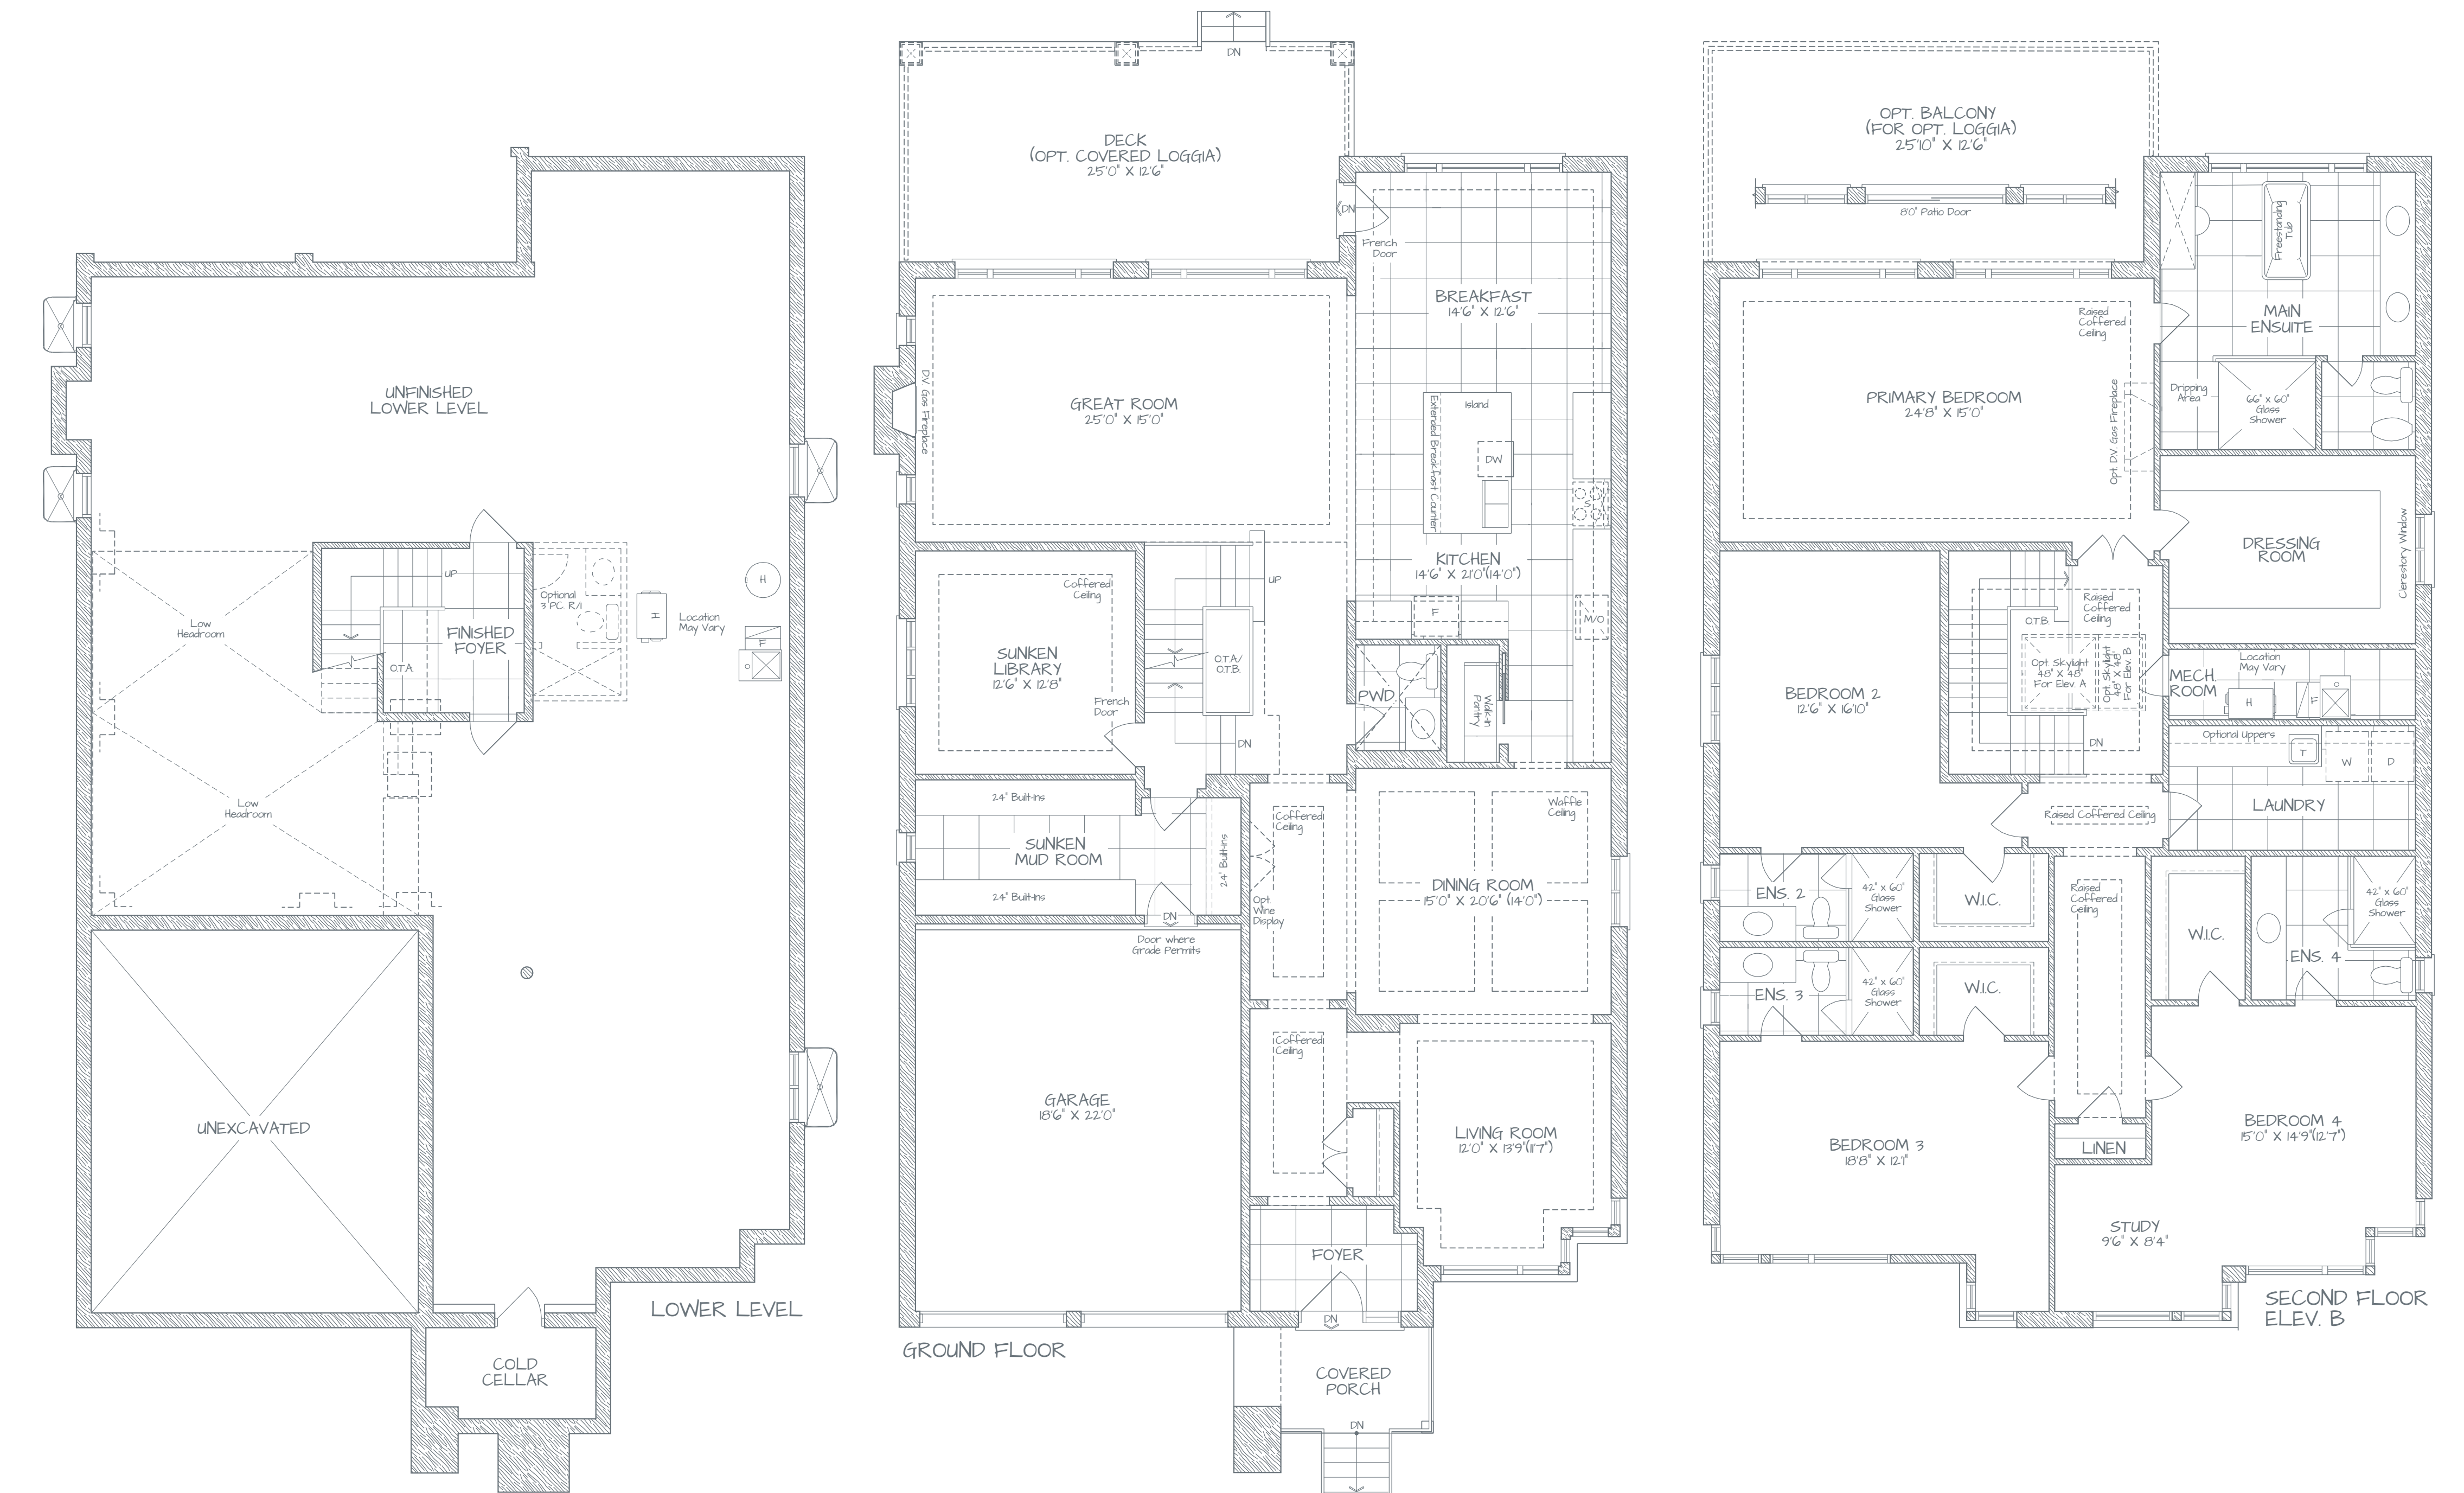 UNFINISHED
LOWER LEVEL
UP
Optional
3 PC. R/I
H
H
Location
May Vary
F
Low
Headroom
FINISHED
FOYER
O.T.A.
Low
Headroom
UNEXCAVATED
LOWER LEVEL
COLD
CELLAR
DN
DECK
(OPT. COVERED LOGGIA)
25'0" X 12'6"
DN
French
Door
BREAKFAST
14'6" X 12'6"
D.V. Gas Fireplace
GREAT ROOM
25'0" X 15'0"
Island
Extended Breakfast Counter
DW
S
KITCHEN
14'6" X 21'0"(14'0")
F
M/O
Coffered
Ceiling
UP
SUNKEN
LIBRARY
12'6" X 12'8"
O.T.A./
O.T.B.
French
Door
PWD.
Walk-in
Pantry
DN
24" Built-Ins
SUNKEN
MUD ROOM
24" Built-Ins
24" Built-Ins
DN
Door where
Grade Permits
Coffered
Ceiling
Waffle
Ceiling
DINING ROOM
15'0" X 20'6" (14'0")
Opt.
Wine
Display
Coffered
Ceiling
GARAGE
18'6" X 22'0"
LIVING ROOM
12'0" X 13'9"(11'7")
FOYER
DN
GROUND FLOOR
COVERED
PORCH
DN
OPT. BALCONY
(FOR OPT. LOGGIA)
25'10" X 12'6"
8'0" Patio Door
Freestanding
Tub
Raised
Coffered
Ceiling
MAIN
ENSUITE
PRIMARY BEDROOM
24'8" X 15'0"
Opt. D.V. Gas Fireplace
Dripping
Area
66" x 60"
Glass
Shower
DRESSING
ROOM
Clerestory Window
Raised
Coffered
Ceiling
O.T.B.
Opt. Skylight
48" X 48"
For Elev. A
Opt. Skylight
48" X 48"
For Elev. B
Location
May Vary
MECH.
ROOM
H
F
BEDROOM 2
12'6" X 16'10"
DN
Optional Uppers
T
W
D
LAUNDRY
Raised Coffered Ceiling
ENS. 2
42" x 60"
Glass
Shower
W.I.C.
Raised
Coffered
Ceiling
W.I.C.
42" x 60"
Glass
Shower
ENS. 4
ENS. 3
42" x 60"
Glass
Shower
W.I.C.
BEDROOM 3
18'8" X 12'1"
LINEN
BEDROOM 4
15'0" X 14'9"(12'7")
STUDY
9'6" X 8'4"
SECOND FLOOR
ELEV. B